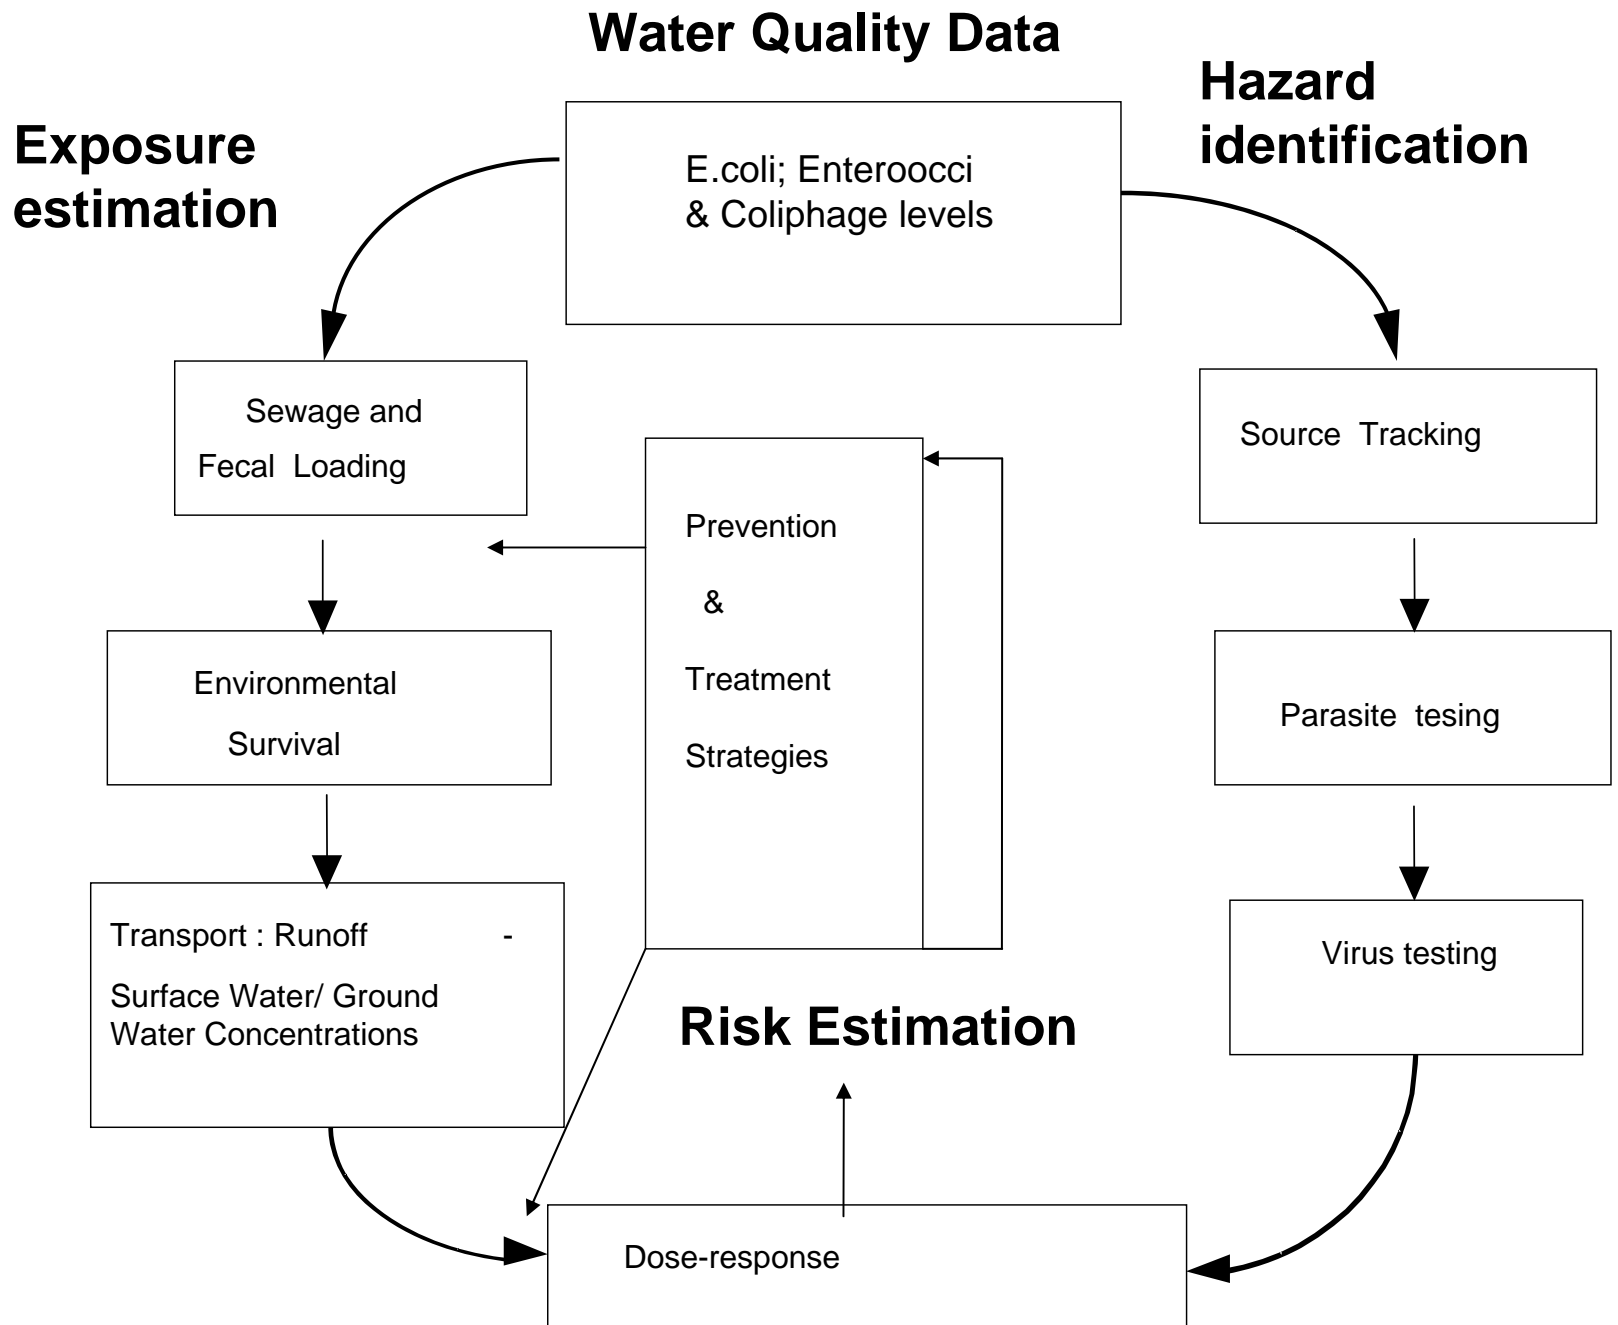 Water Quality Data
Hazard
identification
Exposure
estimation
E.coli; Enteroocci
& Coliphage levels
Sewage and
Fecal Loading
Source Tracking
Prevention
&
Treatment
Strategies
Environmental
Survival
Parasite tesing
Transport : Runoff -
Surface Water/ Ground
Water Concentrations
Virus testing
Risk Estimation
Dose-response